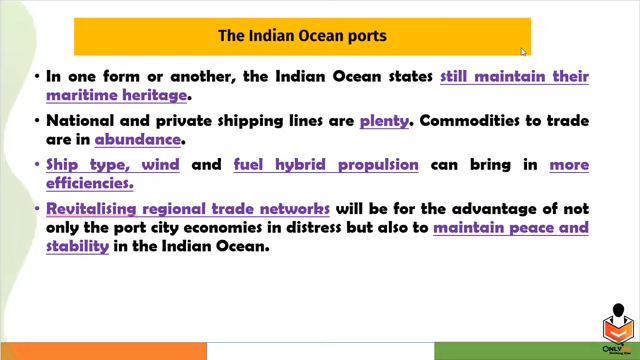 The Indian Ocean ports
• In one form or another, the Indian Ocean states still maintain their
maritime heritage.
• National and private shipping lines are plenty. Commodities to trade
are in abundance.
• Ship type, wind and fuel hybrid propulsion can bring in more
efficiencies.
• Revitalising regional trade networks will be for the advantage of not
only the port city economies in distress but also to maintain peace and
stability in the Indian Ocean.
ONLY